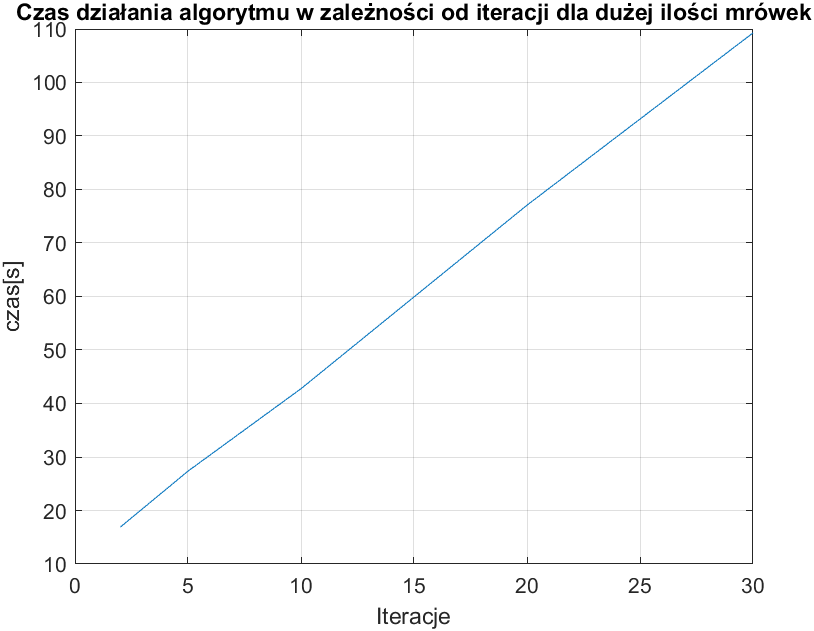 Czas działania algorytmu w zależności od iteracji dla dużej ilości mrówek
110
100
90
80
70
60
50
40
30
20
10
czas[s]
0 5 10 15 20 25 30
Iteracje